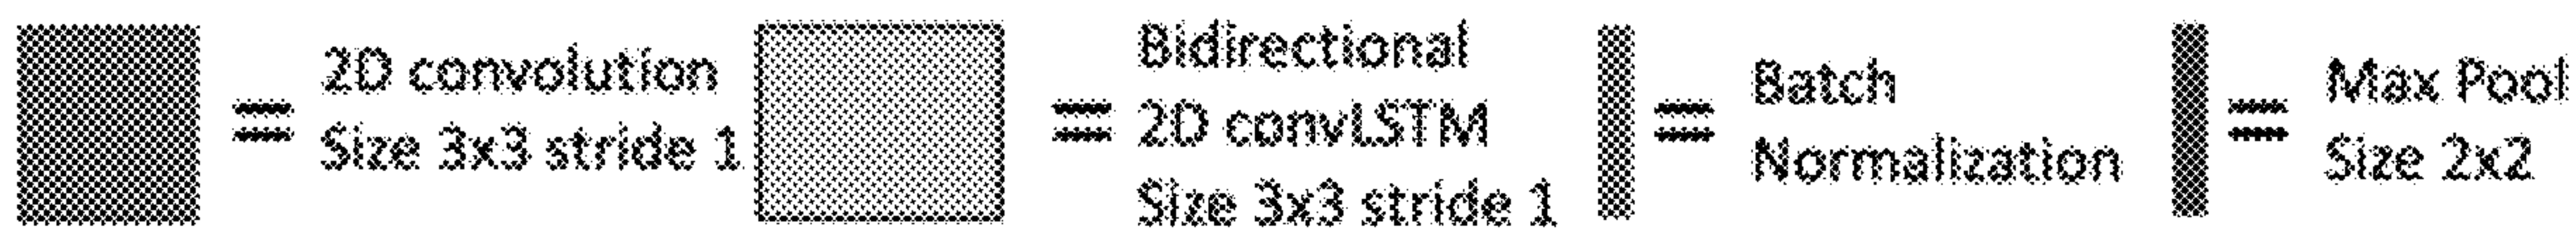 = 2D convolution
Size 3x3 stride 1
= Bidirectional
2D convLSTM
Size 3x3 stride 1
= Batch
Normalization
= Max Pool
Size 2x2